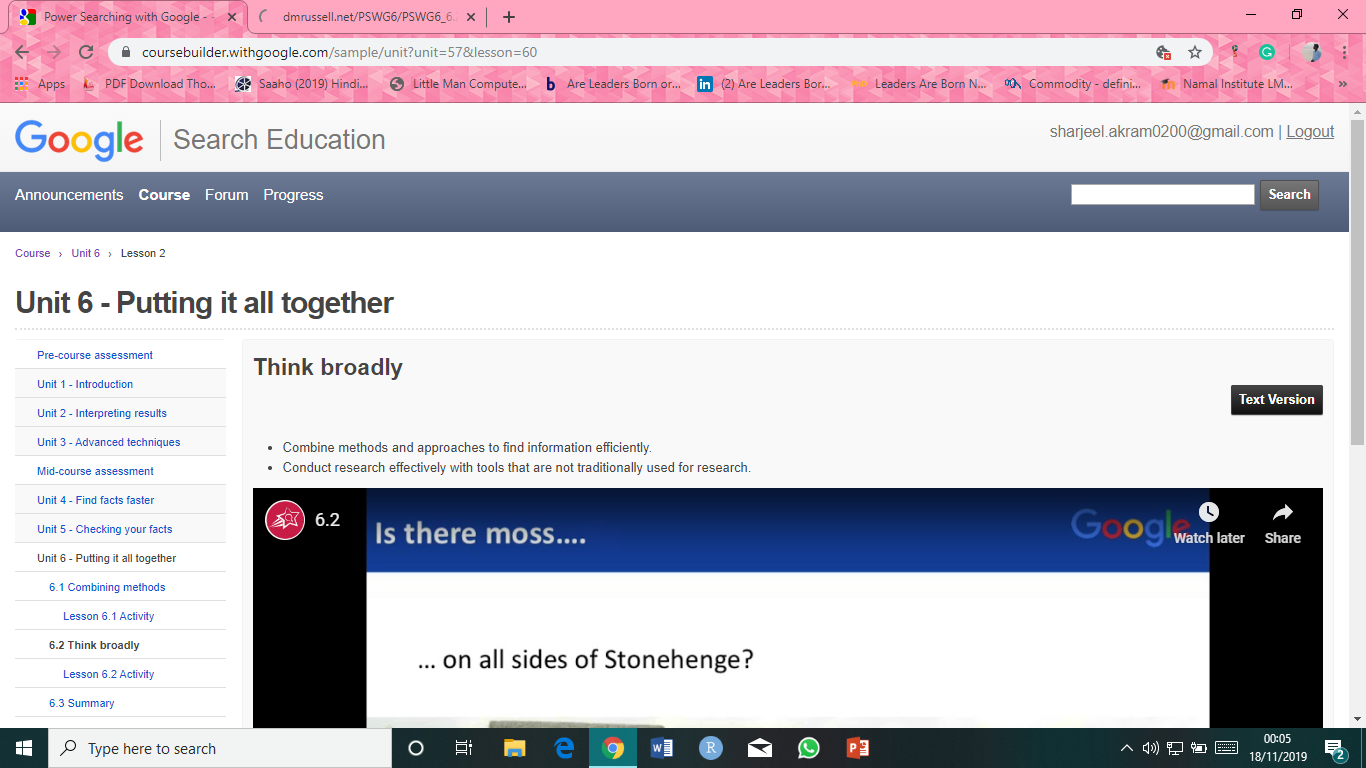 Power Searching with Google - -
dmrussell.net/PSWG6/PSWG6_6.
coursebuilder.withgoogle.com/sample/unit?unit=57&lesson=60
Apps PDF Download Tho... Saaho (2019) Hindi... Little Man Compute... Are Leaders Born or... (2) Are Leaders Bor... Leaders Are Born N... Commodity - defini... Namal Institute LM... »
Google Search Education
sharjeel.akram0200@gmail.com | Logout
Announcements Course Forum Progress
Search
Course › Unit 6 › Lesson 2
Unit 6 - Putting it all together
Pre-course assessment
Unit 1 - Introduction
Unit 2 - Interpreting results
Unit 3 - Advanced techniques
Mid-course assessment
Unit 4 - Find facts faster
Unit 5 - Checking your facts
Unit 6 - Putting it all together
6.1 Combining methods
Lesson 6.1 Activity
6.2 Think broadly
Lesson 6.2 Activity
6.3 Summary
Think broadly
Text Version
• Combine methods and approaches to find information efficiently.
• Conduct research effectively with tools that are not traditionally used for research.
6.2
Is there moss....
Google
Watch later
Share
... on all sides of Stonehenge?
Type here to search
00:05
18/11/2019
2